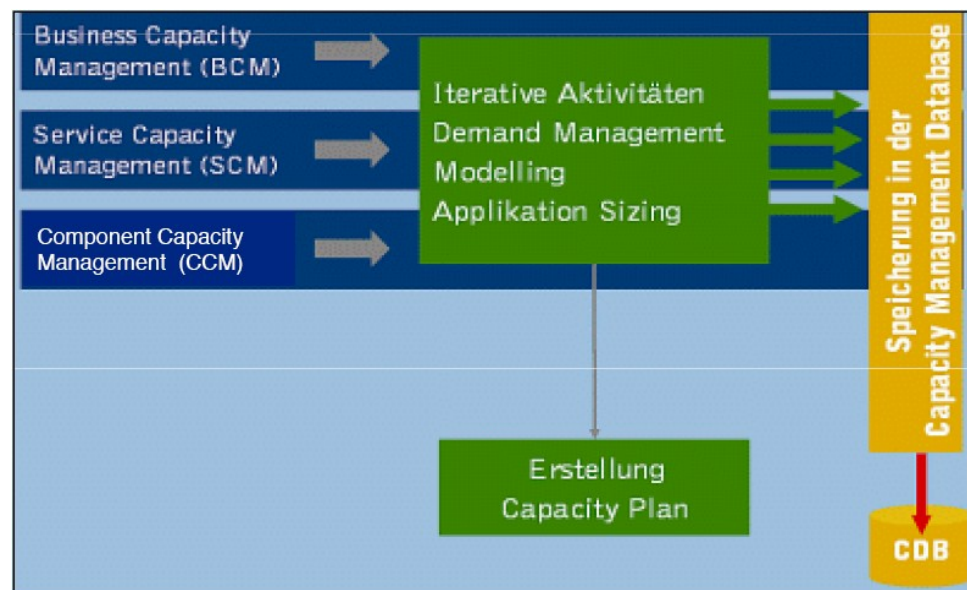 Business Capacity
Management (BCM)
Service Capacity
Management (SCM)
Component Capacity
Management (CCM)
Iterative Aktivitäten
Demand Management
Modelling
Applikation Sizing
Erstellung
Capacity Plan
Speicherung in der
Capacity Management Database
CDB